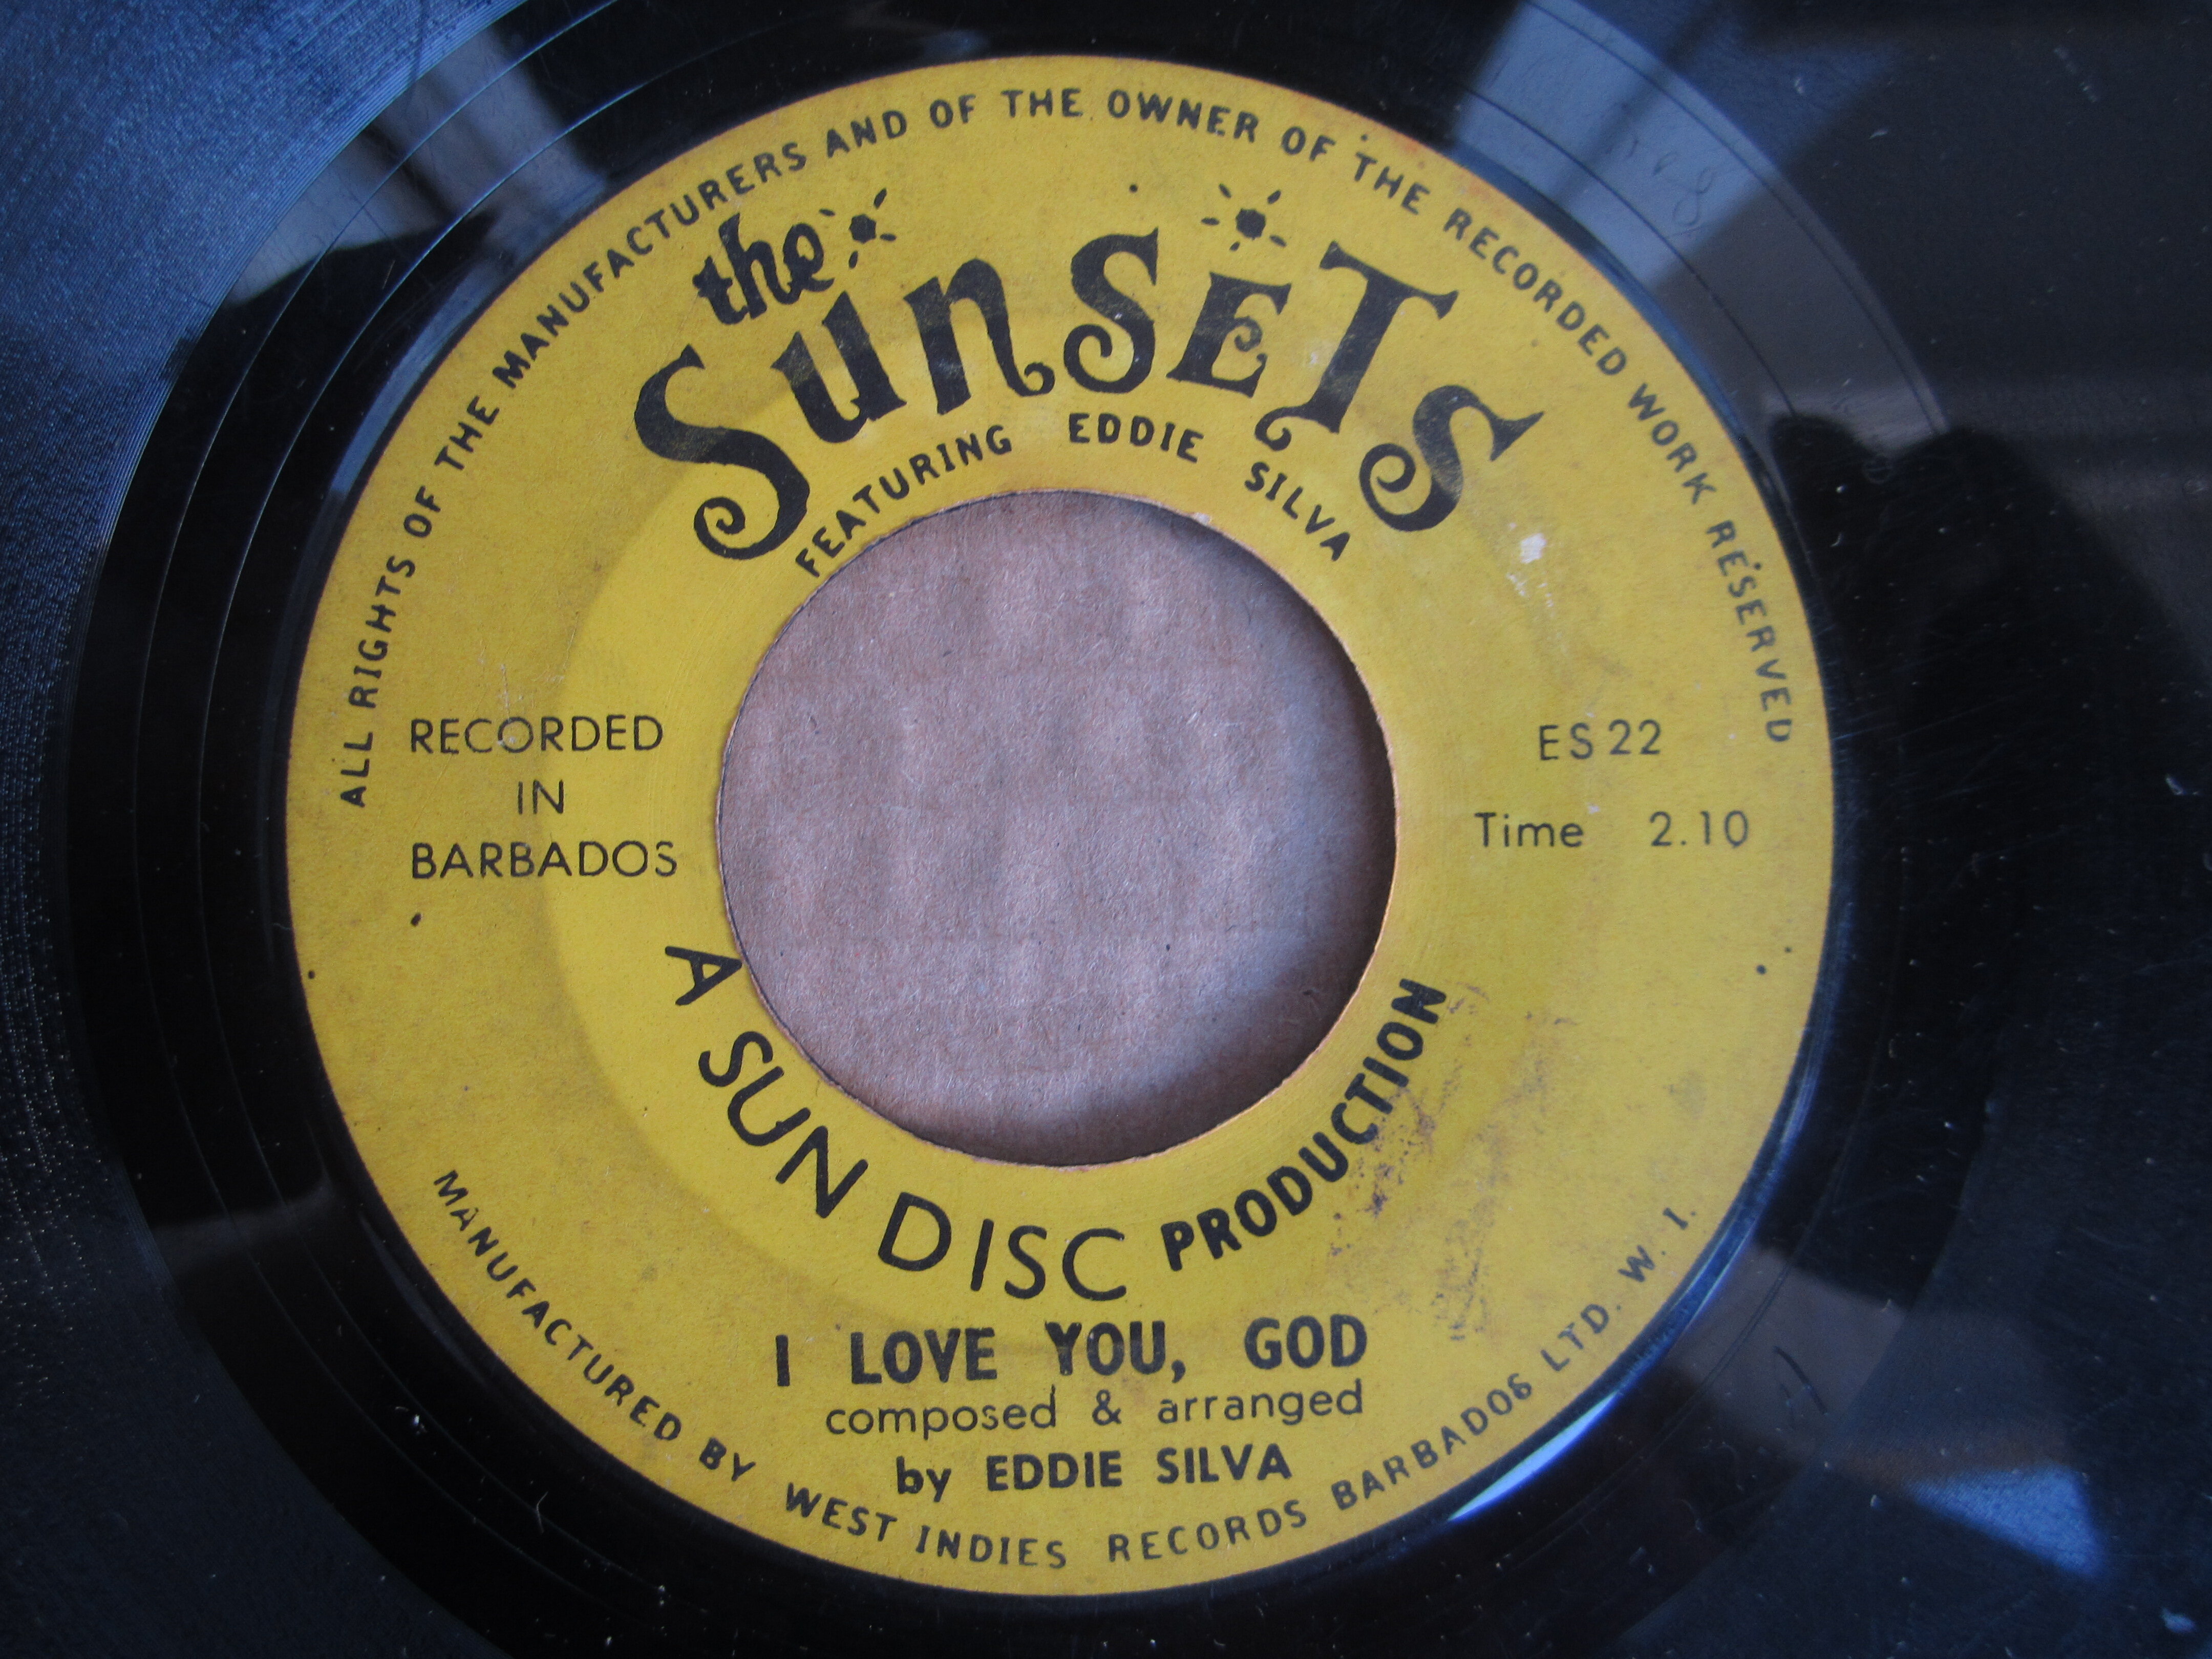 ALL RIGHTS OF THE MANUFACTURERS AND OF THE OWNER OF THE RECORDED WORK RESERVED
the
SUNSETS
FEATURING EDDIE SILVA
RECORDED
IN
BARBADOS
ES 22
Time 2.10
A SUN DISC PRODUCTION
I LOVE YOU, GOD
composed & arranged
by EDDIE SILVA
MANUFACTURED BY WEST INDIES RECORDS BARBADOS LTD. W. I.